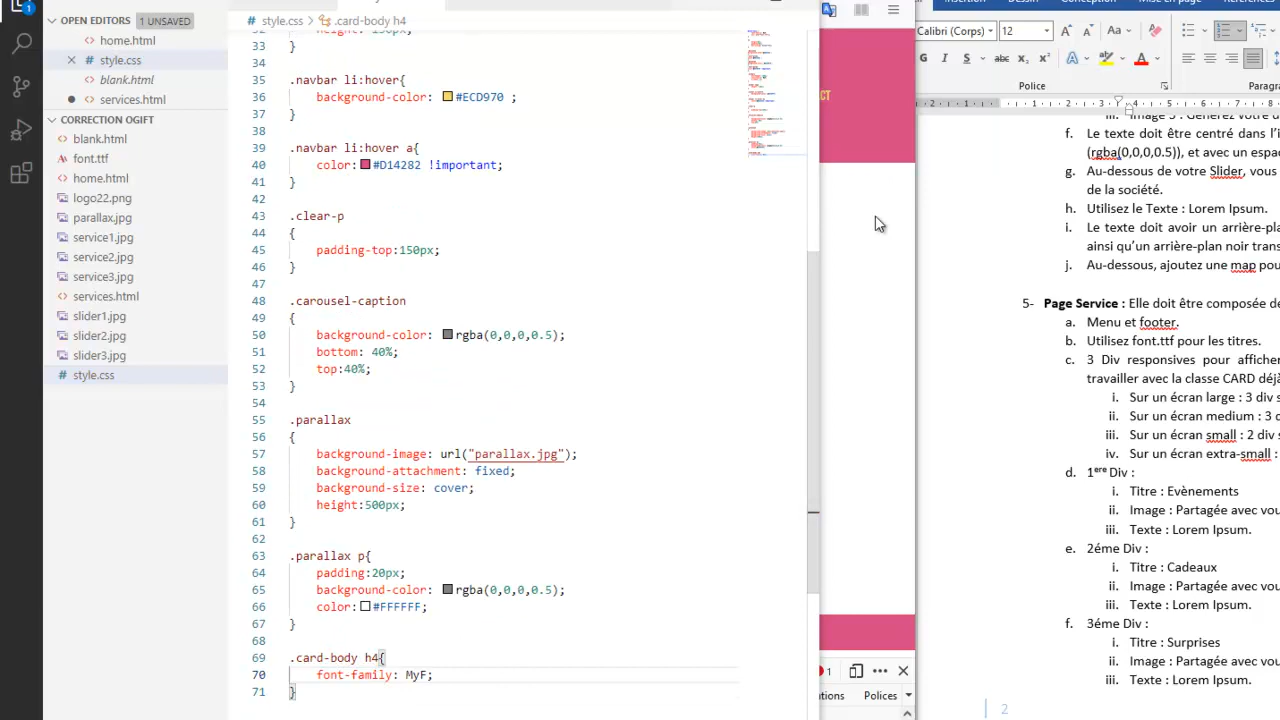 OPEN EDITORS 1 UNSAVED
home.html
style.css
blank.html
services.html
CORRECTION GIFT
blank.html
font.ttf
home.html
logo22.png
parallax.jpg
service1.jpg
service2.jpg
service3.jpg
services.html
slider1.jpg
slider2.jpg
slider3.jpg
style.css
style.css > .card-body h4
33 }
34
35 .navbar li:hover{
36 background-color: #ECD970 ;
37 }
38
39 .navbar li:hover a{
40 color: #D14282 !important;
41 }
42
43 .clear-p
44 {
45 padding-top:150px;
46 }
47
48 .carousel-caption
49 {
50 background-color: rgba(0,0,0,0.5);
51 bottom: 40%;
52 top:40%;
53 }
54
55 .parallax
56 {
57 background-image: url("parallax.jpg");
58 background-attachment: fixed;
59 background-size: cover;
60 height:500px;
61 }
62
63 .parallax p{
64 padding:20px;
65 background-color: rgba(0,0,0,0.5);
66 color: #FFFFFF;
67 }
68
69 .card-body h4{
70 font-family: MyF;
71 }
1
Polices
Calibri (Corps) 12
Aa
G I S abc x₂ x² A A
Police
f. Le texte doit être centré dans l'i
(rgba(0,0,0,0.5)), et avec un espac
g. Au-dessous de votre Slider, vous
de la société.
h. Utilisez le Texte : Lorem Ipsum.
i. Le texte doit avoir un arrière-pla
ainsi qu'un arrière-plan noir trans
j. Au-dessous, ajoutez une map pou
5- Page Service : Elle doit être composée de
a. Menu et footer.
b. Utilisez font.ttf pour les titres.
c. 3 Div responsives pour afficher
travailler avec la classe CARD déjà
i. Sur un écran large : 3 div s
ii. Sur un écran medium : 3 d
iii. Sur un écran small : 2 div s
iv. Sur un écran extra-small :
d. 1ere Div :
i. Titre : Evènements
ii. Image : Partagée avec vou
iii. Texte : Lorem Ipsum.
e. 2éme Div :
i. Titre : Cadeaux
ii. Image : Partagée avec vou
iii. Texte : Lorem Ipsum.
f. 3éme Div :
i. Titre : Surprises
ii. Image : Partagée avec vou
iii. Texte : Lorem Ipsum.
2